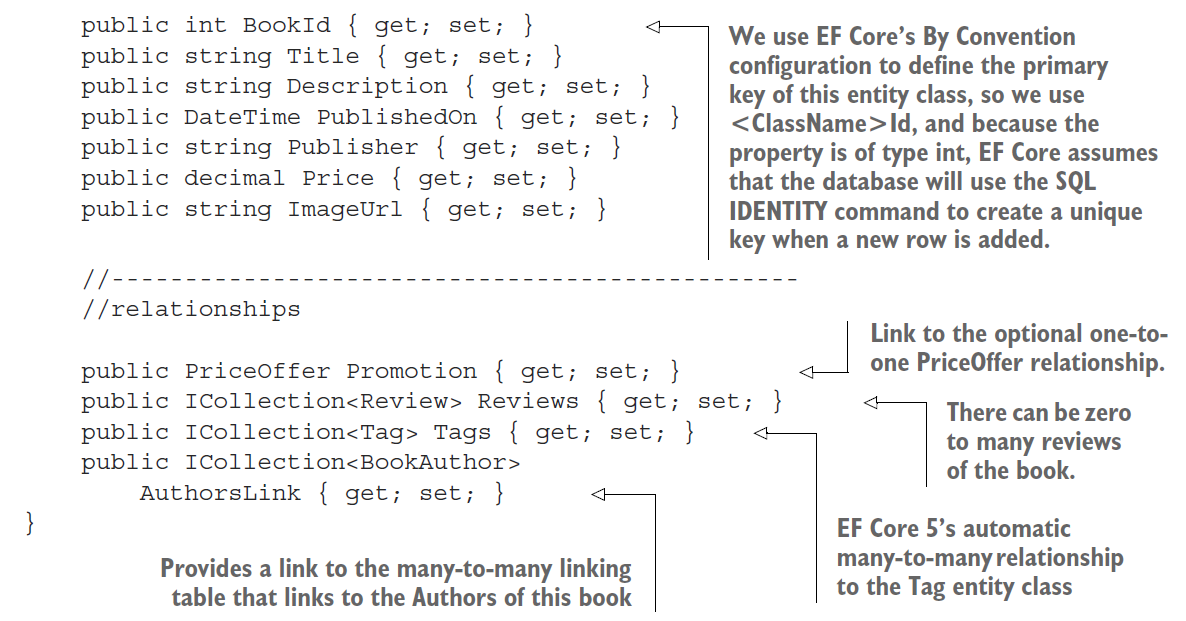 public int BookId { get; set; }
public string Title { get; set; }
public string Description { get; set; }
public DateTime PublishedOn { get; set; }
public string Publisher { get; set; }
public decimal Price { get; set; }
public string ImageUrl { get; set; }
We use EF Core's By Convention
configuration to define the primary
key of this entity class, so we use
<ClassName>Id, and because the
property is of type int, EF Core assumes
that the database will use the SQL
IDENTITY command to create a unique
key when a new row is added.
//-----------------------------------------------
//relationships
public PriceOffer Promotion { get; set; }
public ICollection<Review> Reviews { get; set; }
public ICollection<Tag> Tags { get; set; }
public ICollection<BookAuthor>
AuthorsLink { get; set; }
}
Link to the optional one-to-
one PriceOffer relationship.
There can be zero
to many reviews
of the book.
EF Core 5's automatic
many-to-many relationship
to the Tag entity class
Provides a link to the many-to-many linking
table that links to the Authors of this book